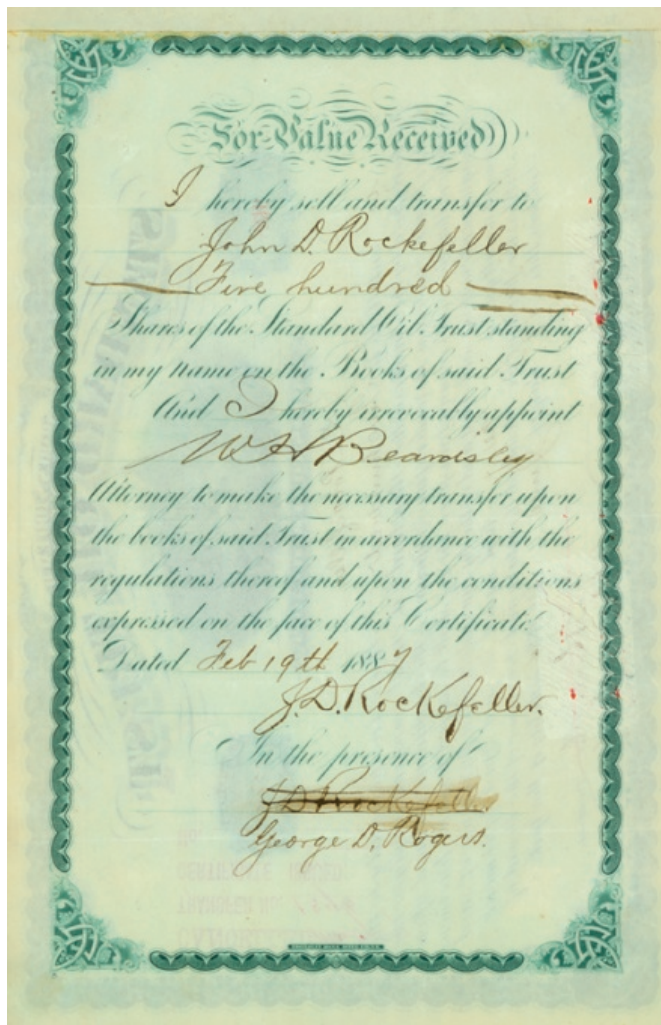 For Value Received
I hereby sell and transfer to
John D. Rockefeller
Five hundred
Shares of the Standard Oil Trust standing
in my name on the Books of said Trust
And I hereby irrevocably appoint
W H Beardsley
Attorney to make the necessary transfer upon
the books of said Trust in accordance with the
regulations thereof and upon the conditions
expressed on the face of this Certificate.
Dated Feb 19th 1887
J. D. Rockefeller.
In the presence of
J D Rockefeller
George D. Rogers.